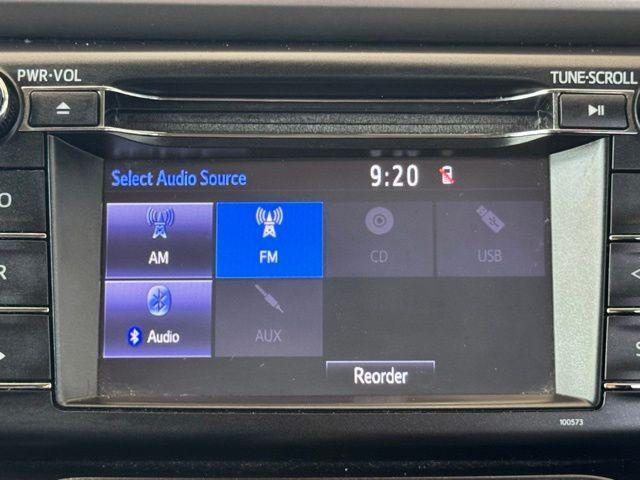 PWR·VOL
TUNE·SCROLL
Select Audio Source
9:20
AM
FM
CD
USB
Audio
AUX
Reorder
100573